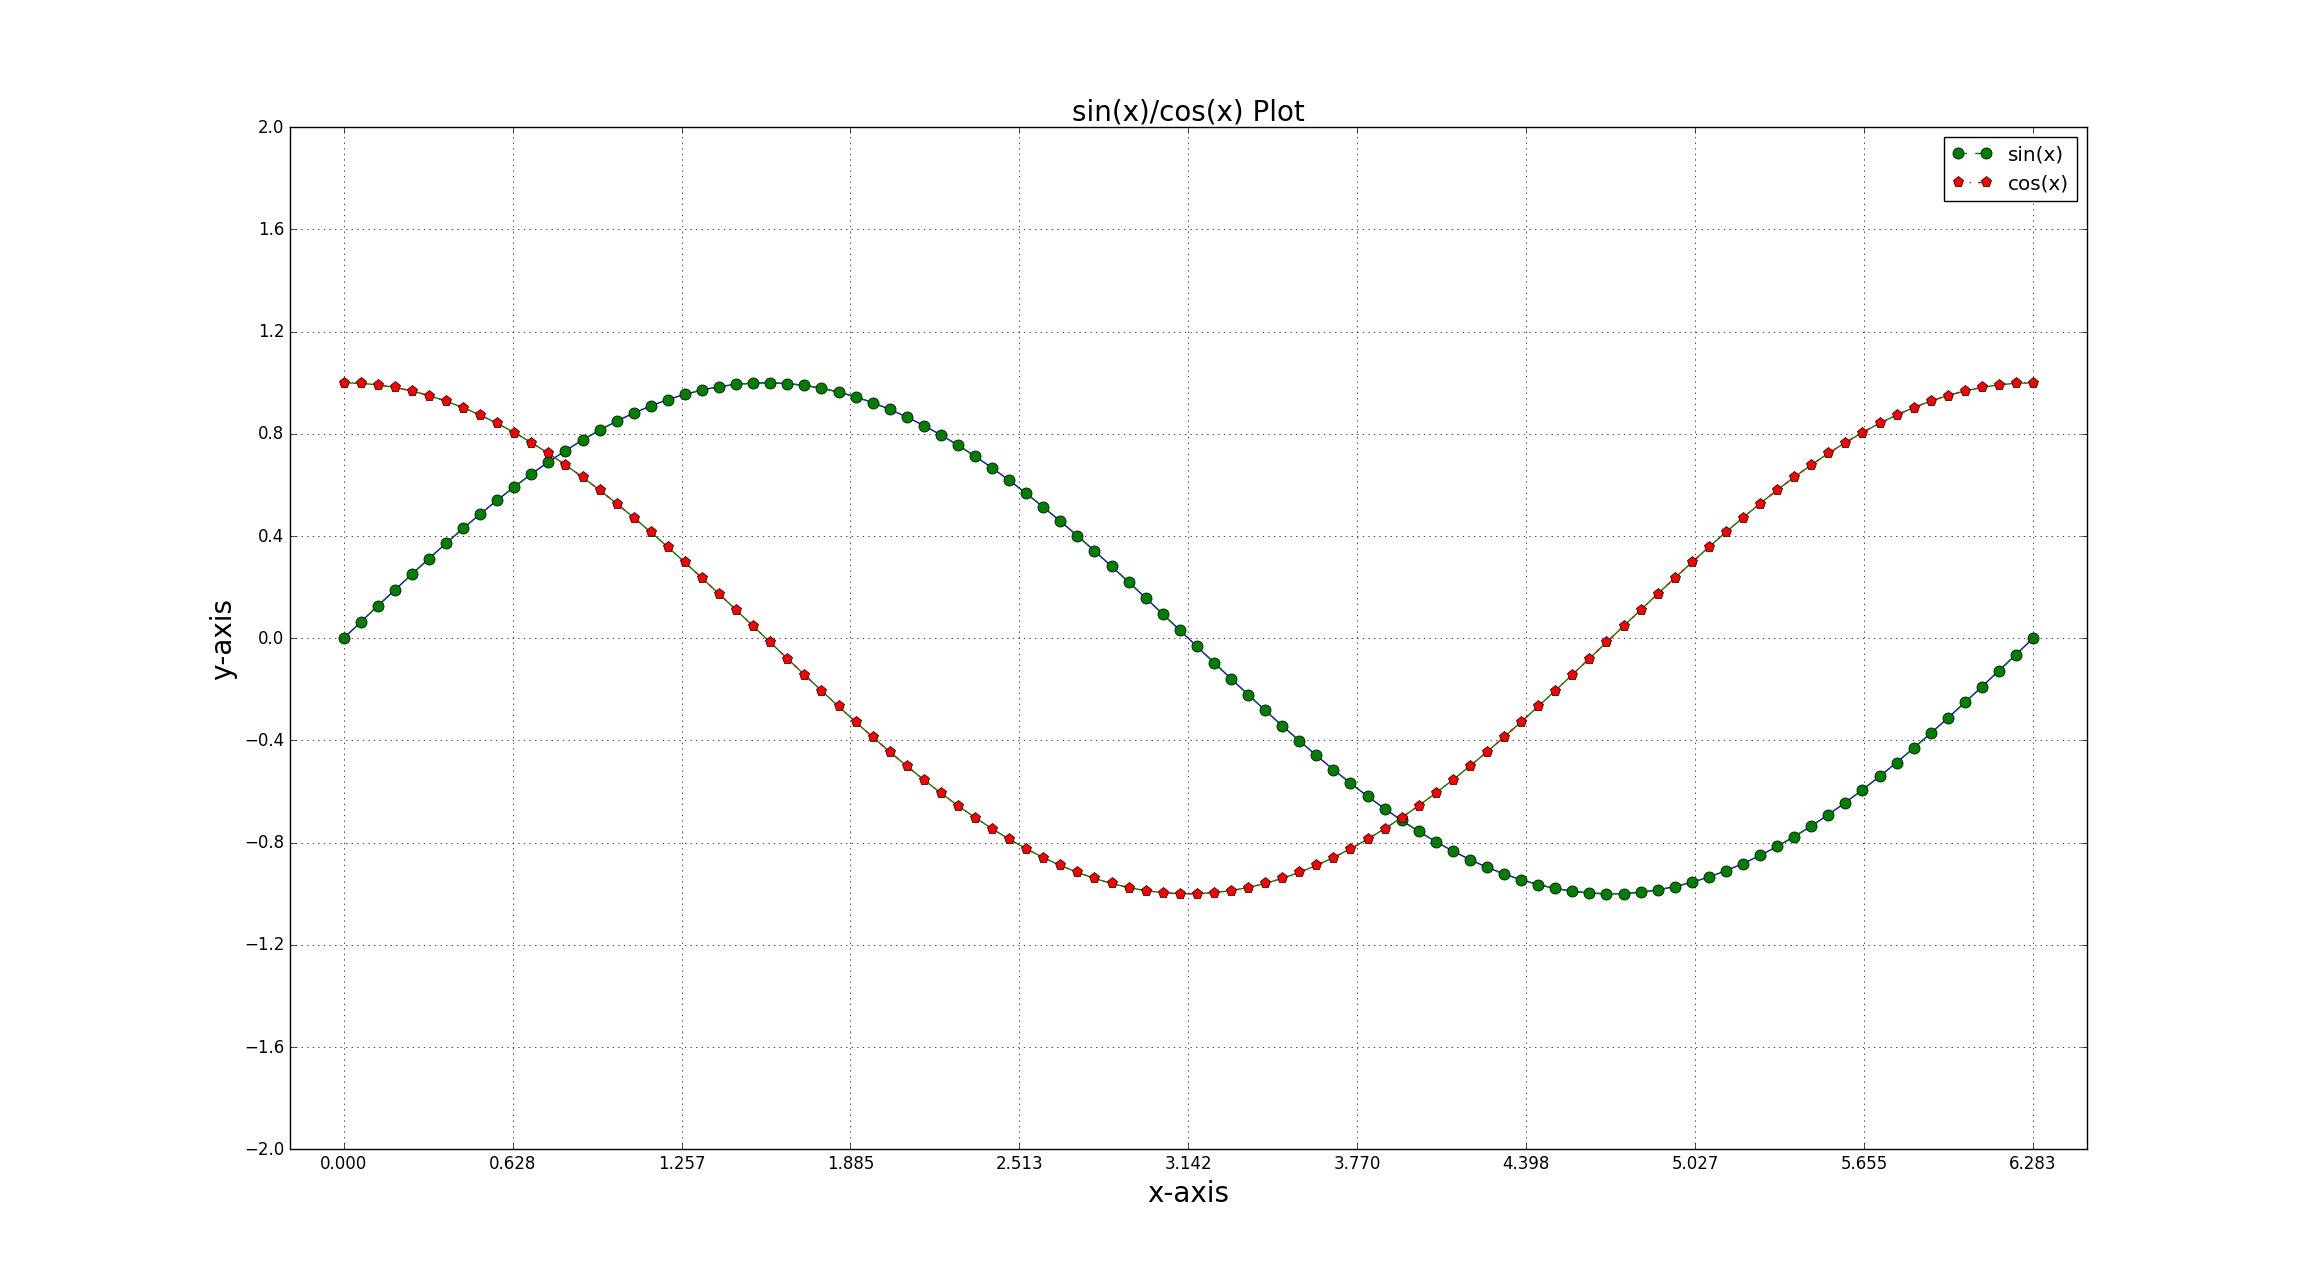 sin(x)/cos(x) Plot
2.0
sin(x)
cos(x)
1.6
1.2
0.8
0.4
0.0
−0.4
−0.8
−1.2
−1.6
−2.0
y-axis
0.000 0.628 1.257 1.885 2.513 3.142 3.770 4.398 5.027 5.655 6.283
x-axis